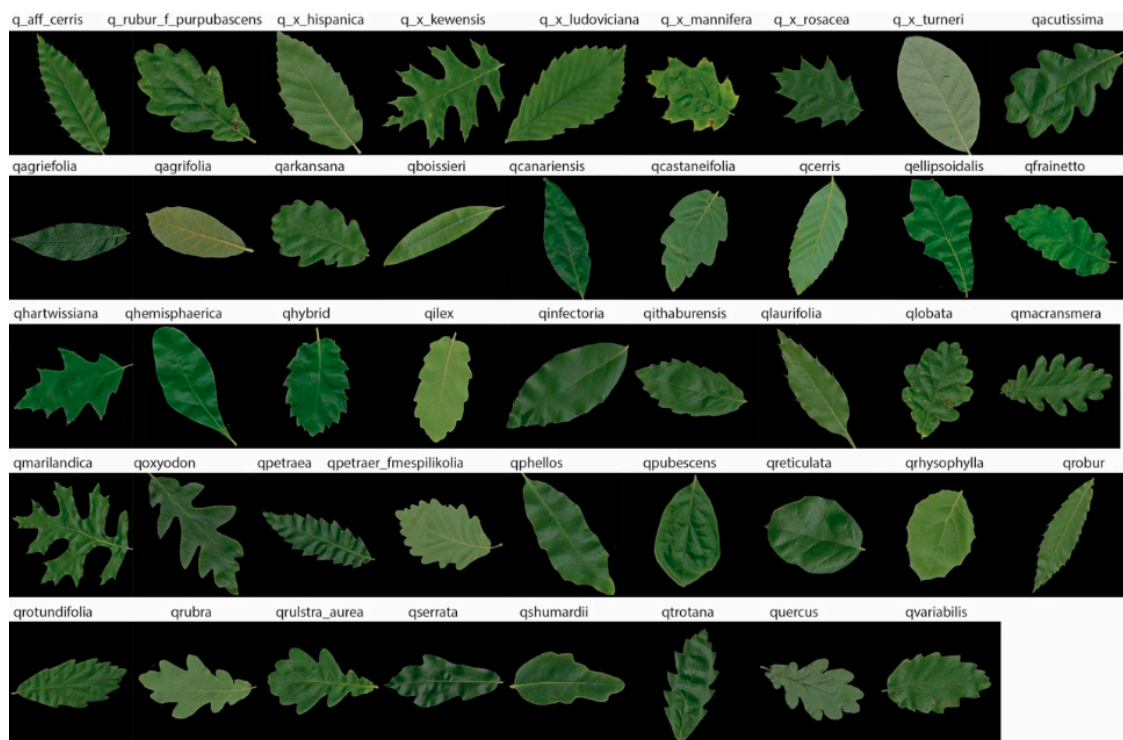 q_aff_cerris q_rubur_f_purpubascens q_x_hispanica q_x_kewensis q_x_ludoviciana q_x_mannifera q_x_rosacea q_x_turneri qacutissima
qagriefolia qagrifolia qarkansana qboissieri qcanariensis qcastaneifolia qcerris qellipsoidalis qfrainetto
qhartwissiana qhemisphaerica qhybrid qilex qinfectoria qithaburensis qlaurifolia qlobata qmacransmera
qmarilandica qoxyodon qpetraea qpetraer_fmespilikolia qphellos qpubescens qreticulata qrhysophylla qrobur
qrotundifolia qrubra qrulstra_aurea qserrata qshumardii qtrotana quercus qvariabilis